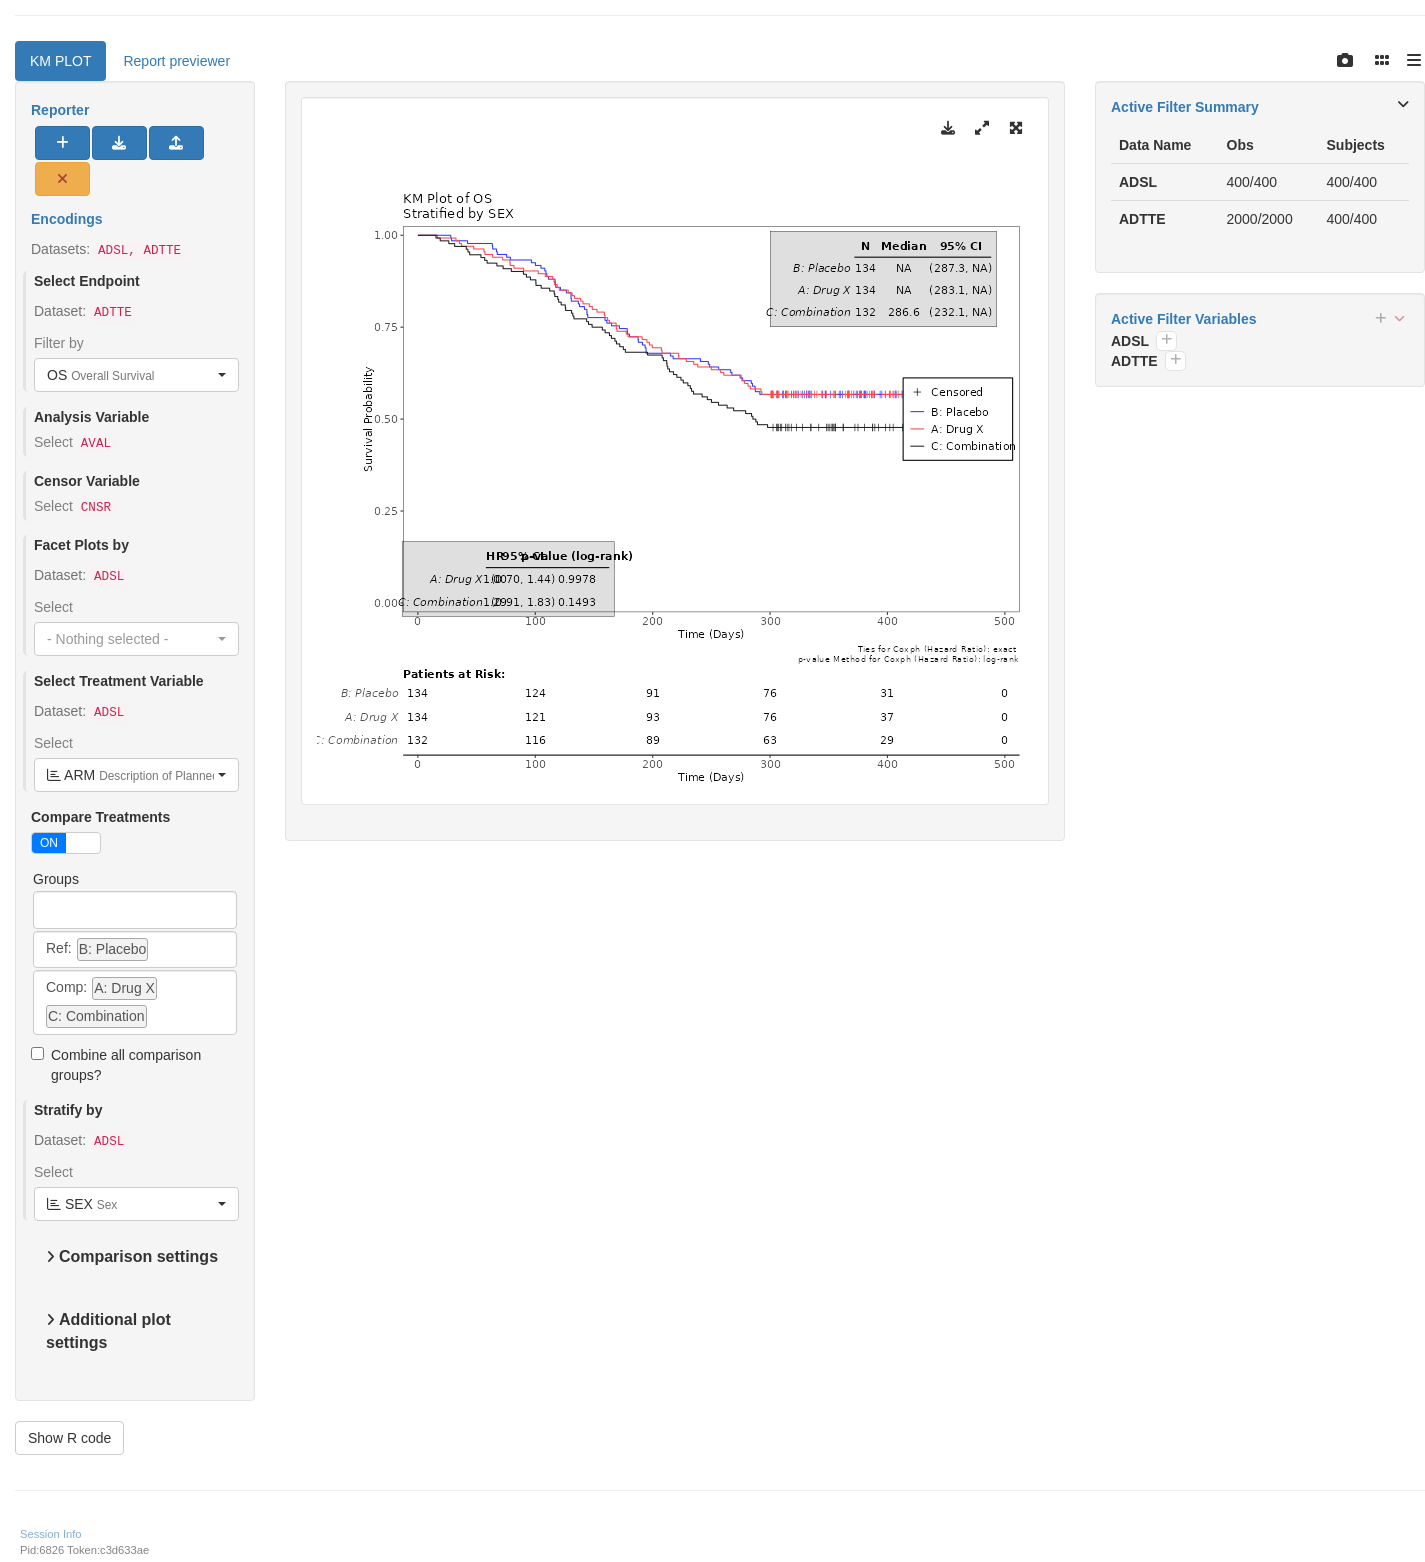 KM PLOT
Report previewer
Reporter
Encodings
Datasets: ADSL, ADTTE
Select Endpoint
Dataset: ADTTE
Filter by
OS Overall Survival
Analysis Variable
Select AVAL
Censor Variable
Select CNSR
Facet Plots by
Dataset: ADSL
Select
- Nothing selected -
Select Treatment Variable
Dataset: ADSL
Select
ARM Description of Planned
Compare Treatments
ON
Groups
Ref: B: Placebo
Comp: A: Drug X
C: Combination
Combine all comparison
groups?
Stratify by
Dataset: ADSL
Select
SEX Sex
Comparison settings
Additional plot
settings
Show R code
KM Plot of OS
Stratified by SEX
1.00
0.75
0.50
0.25
0.00
Survival Probability
N Median 95% CI
B: Placebo 134 NA (287.3, NA)
A: Drug X 134 NA (283.1, NA)
C: Combination 132 286.6 (232.1, NA)
Censored
B: Placebo
A: Drug X
C: Combination
HR 95% CI p-value (log-rank)
A: Drug X 1.00 (0.70, 1.44) 0.9978
C: Combination 1.29 (0.91, 1.83) 0.1493
0 100 200 300 400 500
Time (Days)
Ties for Coxph (Hazard Ratio): exact
p-value Method for Coxph (Hazard Ratio): log-rank
Patients at Risk:
B: Placebo 134 124 91 76 31 0
A: Drug X 134 121 93 76 37 0
C: Combination 132 116 89 63 29 0
0 100 200 300 400 500
Time (Days)
Active Filter Summary
Data Name Obs Subjects
ADSL 400/400 400/400
ADTTE 2000/2000 400/400
Active Filter Variables
ADSL
ADTTE
Session Info
Pid:6826 Token:c3d633ae